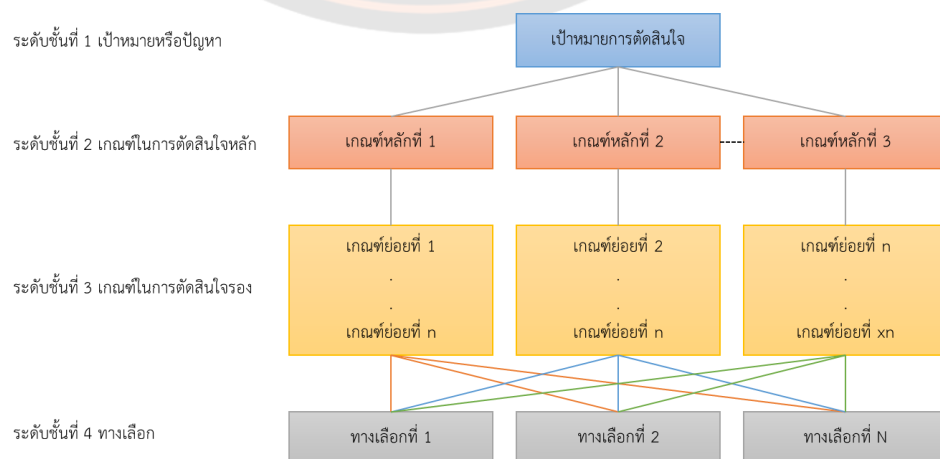 ระดับชั้นที่ 1 เป้าหมายหรือปัญหา
เป้าหมายการตัดสินใจ
ระดับชั้นที่ 2 เกณฑ์ในการตัดสินใจหลัก
เกณฑ์หลักที่ 1
เกณฑ์หลักที่ 2
เกณฑ์หลักที่ 3
ระดับชั้นที่ 3 เกณฑ์ในการตัดสินใจรอง
เกณฑ์ย่อยที่ 1
.
.
เกณฑ์ย่อยที่ n
เกณฑ์ย่อยที่ 2
.
.
เกณฑ์ย่อยที่ n
เกณฑ์ย่อยที่ n
.
.
เกณฑ์ย่อยที่ xn
ระดับชั้นที่ 4 ทางเลือก
ทางเลือกที่ 1
ทางเลือกที่ 2
ทางเลือกที่ N